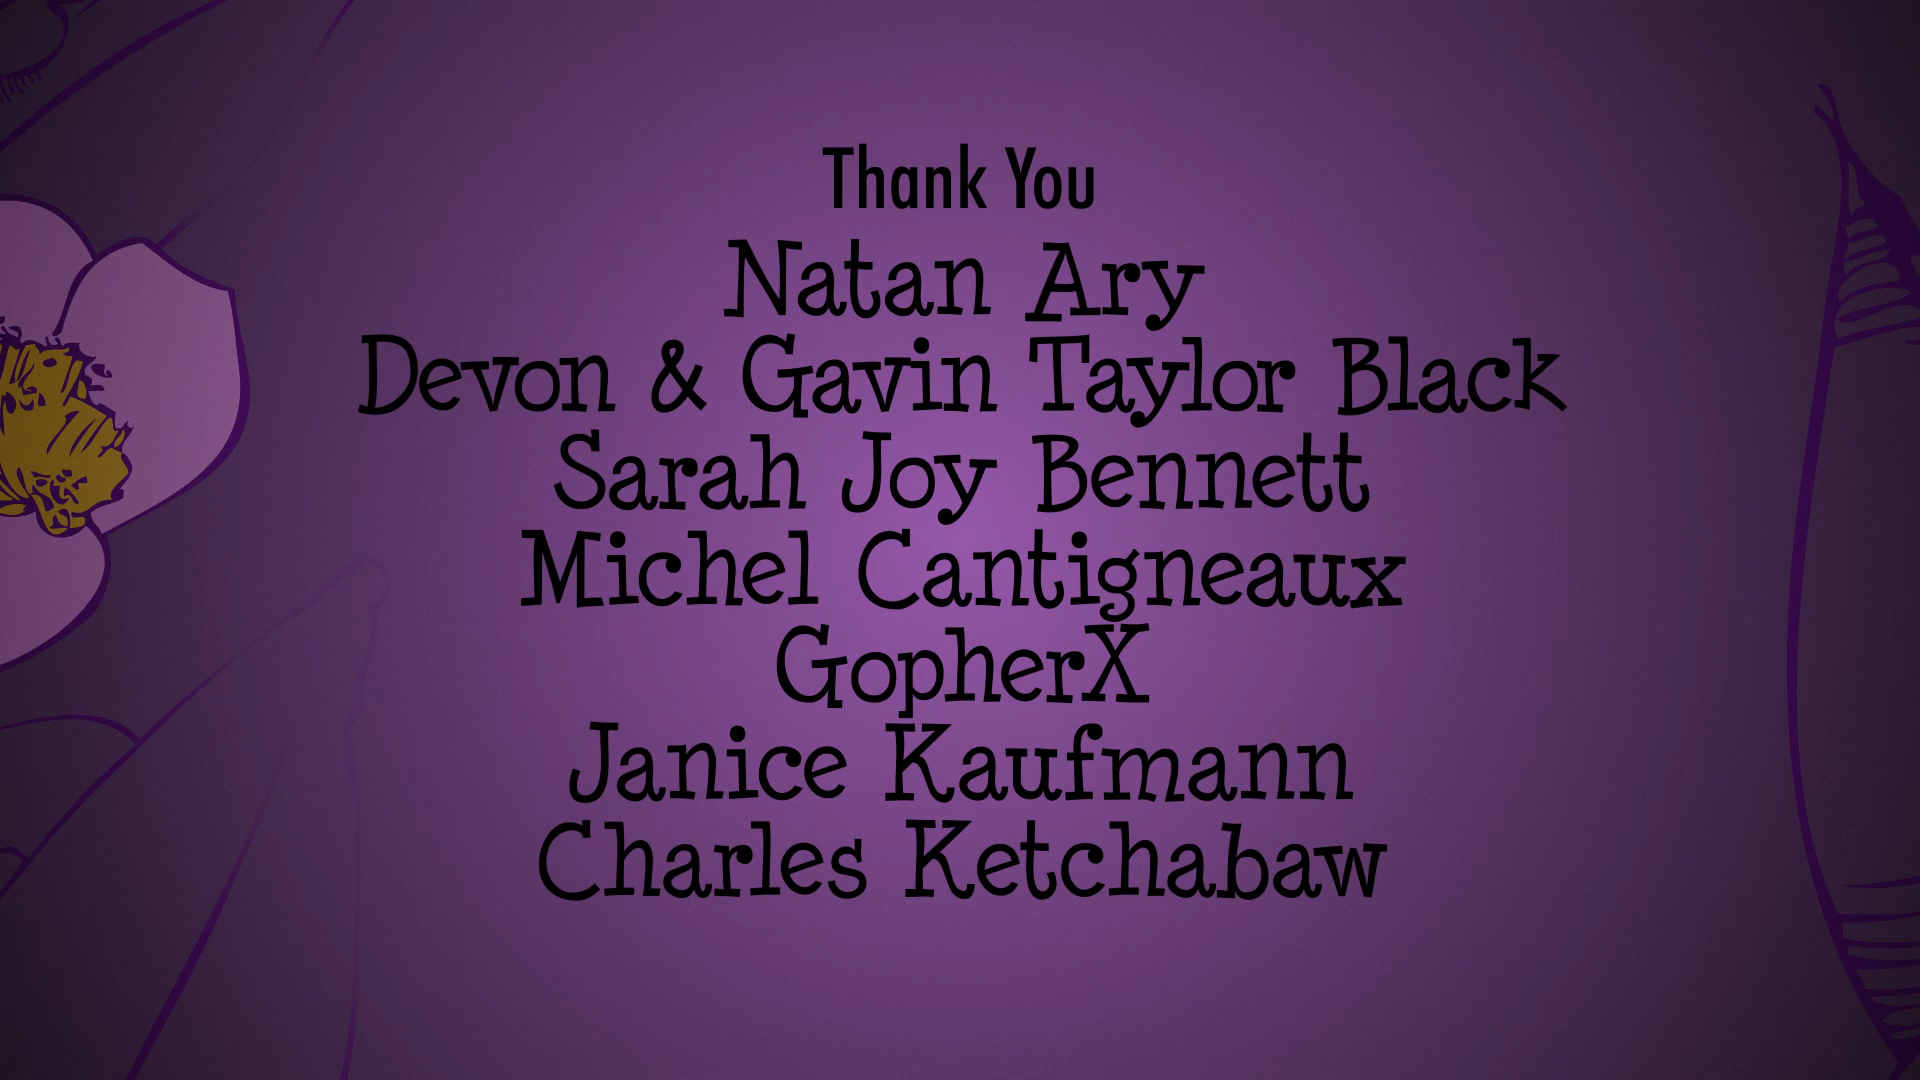 Thank You
Natan Ary
Devon & Gavin Taylor Black
Sarah Joy Bennett
Michel Cantigneaux
GopherX
Janice Kaufmann
Charles Ketchabaw